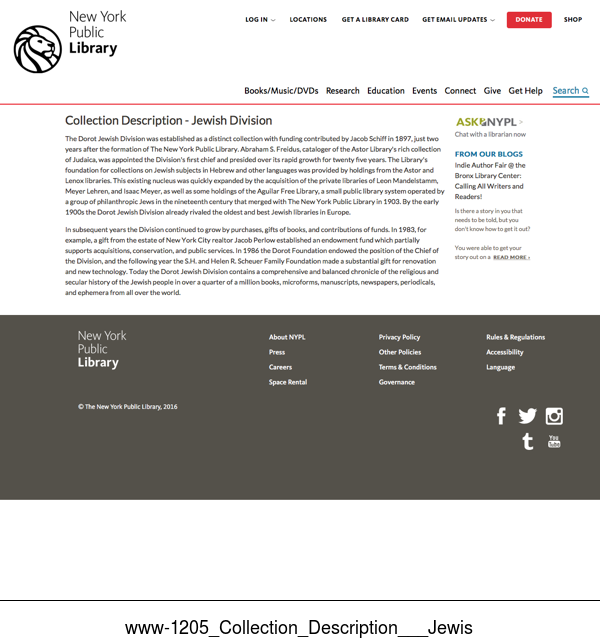 New York
Public
Library
LOG IN
LOCATIONS
GET A LIBRARY CARD
GET EMAIL UPDATES
DONATE
SHOP
Books/Music/DVDs Research Education Events Connect Give Get Help Search
Collection Description - Jewish Division
The Dorot Jewish Division was established as a distinct collection with funding contributed by Jacob Schiff in 1897, just two
years after the formation of The New York Public Library. Abraham S. Freidus, cataloger of the Astor Library's rich collection
of Judaica, was appointed the Division's first chief and presided over its rapid growth for twenty five years. The Library's
foundation for collections on Jewish subjects in Hebrew and other languages was provided by holdings from the Astor and
Lenox libraries. This existing nucleus was quickly expanded by the acquisition of the private libraries of Leon Mandelstamm,
Meyer Lehren, and Isaac Meyer, as well as some holdings of the Aguilar Free Library, a small public library system operated by
a group of philanthropic Jews in the nineteenth century that merged with The New York Public Library in 1903. By the early
1900s the Dorot Jewish Division already rivaled the oldest and best Jewish libraries in Europe.
In subsequent years the Division continued to grow by purchases, gifts of books, and contributions of funds. In 1983, for
example, a gift from the estate of New York City realtor Jacob Perlow established an endowment fund which partially
supports acquisitions, conservation, and public services. In 1986 the Dorot Foundation endowed the position of the Chief of
the Division, and the following year the S.H. and Helen R. Scheuer Family Foundation made a substantial gift for renovation
and new technology. Today the Dorot Jewish Division contains a comprehensive and balanced chronicle of the religious and
secular history of the Jewish people in over a quarter of a million books, microforms, manuscripts, newspapers, periodicals,
and ephemera from all over the world.
ASK NYPL >
Chat with a librarian now
FROM OUR BLOGS
Indie Author Fair @ the
Bronx Library Center:
Calling All Writers and
Readers!
Is there a story in you that
needs to be told, but you
don't know how to get it out?
You were able to get your
story out on a READ MORE ›
New York
Public
Library
About NYPL
Press
Careers
Space Rental
Privacy Policy
Other Policies
Terms & Conditions
Governance
Rules & Regulations
Accessibility
Language
© The New York Public Library, 2016
You
Tube
www-1205_Collection_Description___Jewis